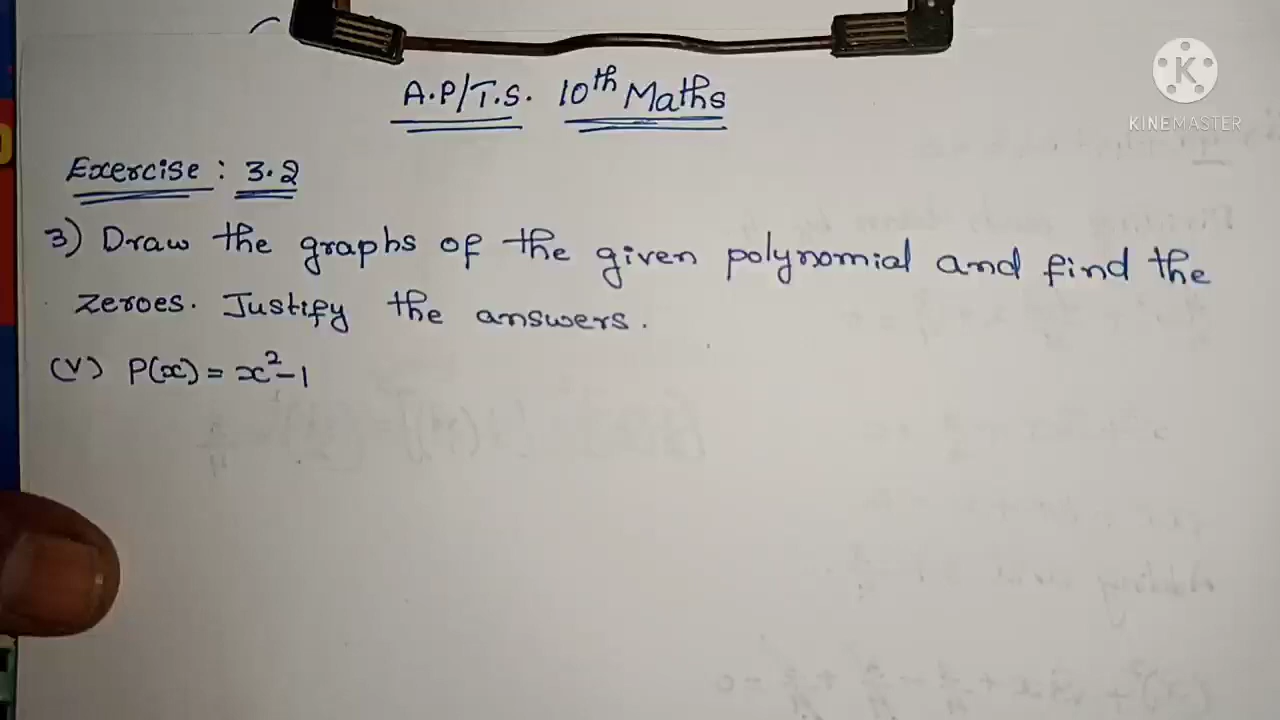 A.P/T.S. 10th Maths
KINEMASTER
Exercise: 3.2
3) Draw the graphs of the given polynomial and find the
zeroes. Justify the answers.
(V) P(x) = x²-1